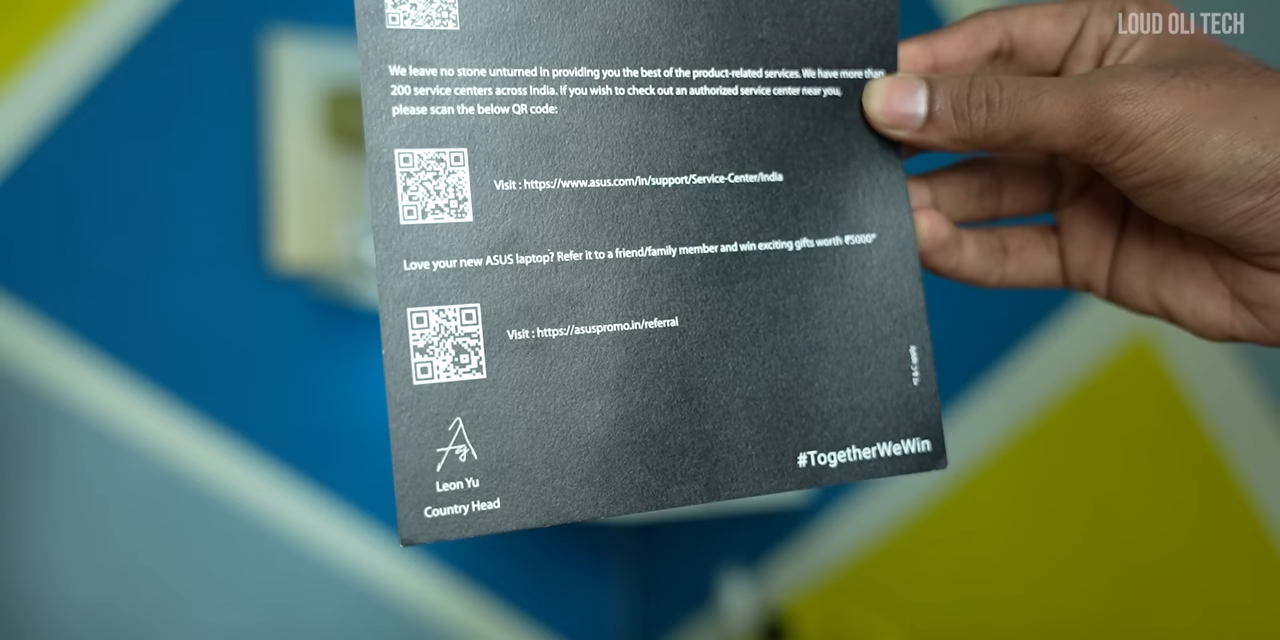 LOUD OLI TECH
We leave no stone unturned in providing you the best of the product-related services. We have more than
200 service centers across India. If you wish to check out an authorized service center near you,
please scan the below QR code:
Visit : https://www.asus.com/in/support/Service-Center/India
Love your new ASUS laptop? Refer it to a friend/family member and win exciting gifts worth ₹5000*
Visit : https://asuspromo.in/referral
*T & C apply
#TogetherWeWin
Leon Yu
Country Head